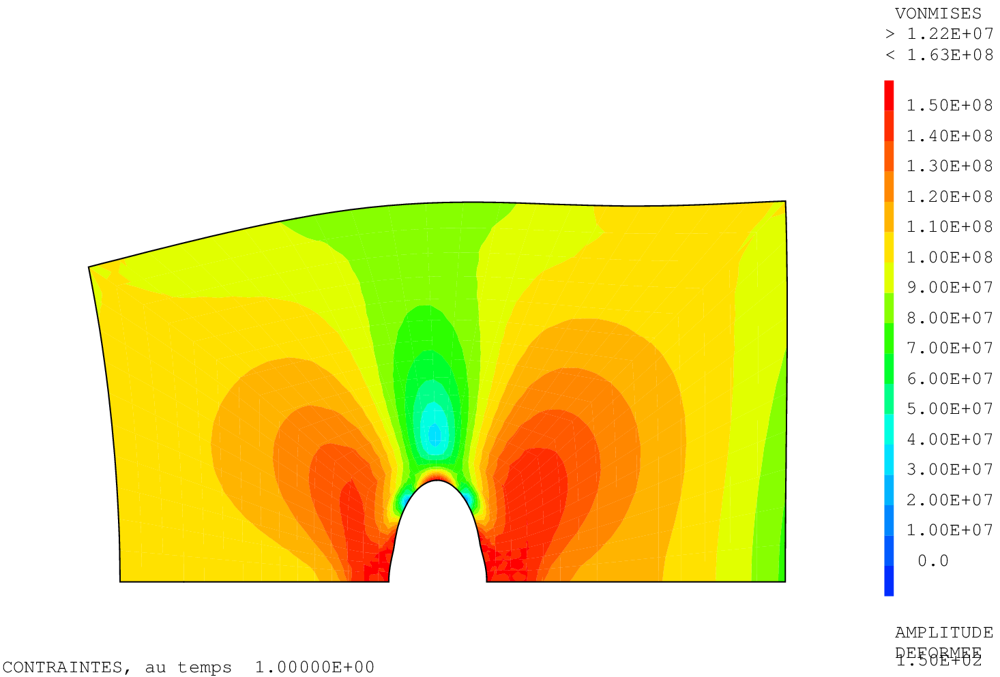 VONMISES
> 1.22E+07
< 1.63E+08
1.50E+08
1.40E+08
1.30E+08
1.20E+08
1.10E+08
1.00E+08
9.00E+07
8.00E+07
7.00E+07
6.00E+07
5.00E+07
4.00E+07
3.00E+07
2.00E+07
1.00E+07
0.0
AMPLITUDE
DEFORMEE
1.50E+02
CONTRAINTES, au temps 1.00000E+00